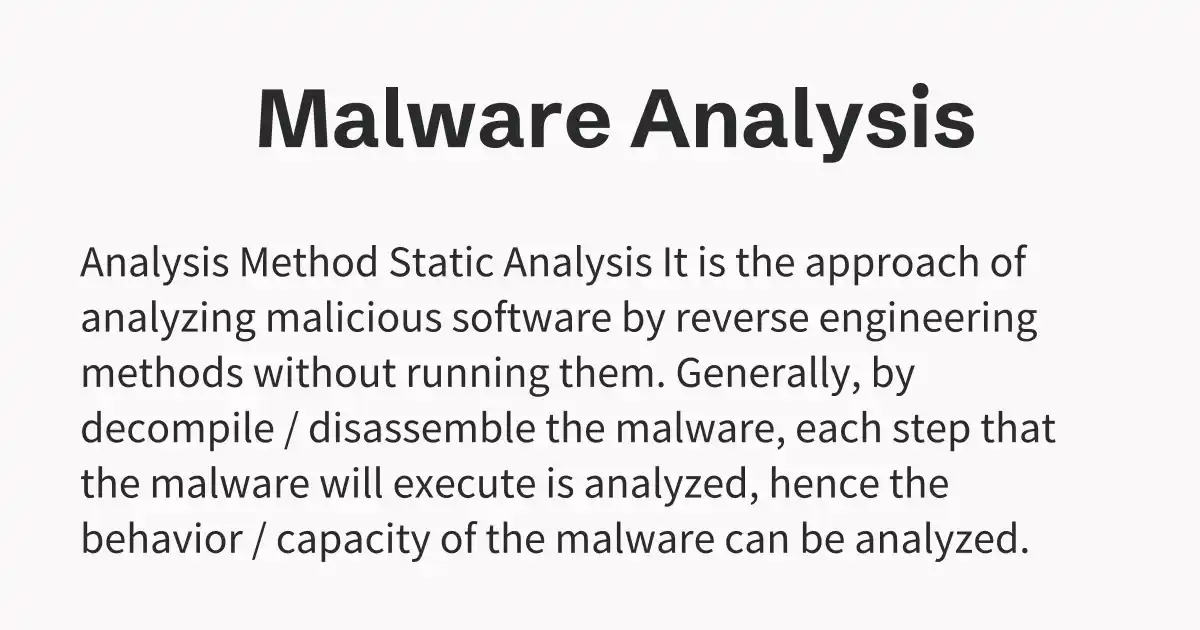 Malware Analysis
Analysis Method Static Analysis It is the approach of
analyzing malicious software by reverse engineering
methods without running them. Generally, by
decompile / disassemble the malware, each step that
the malware will execute is analyzed, hence the
behavior / capacity of the malware can be analyzed.